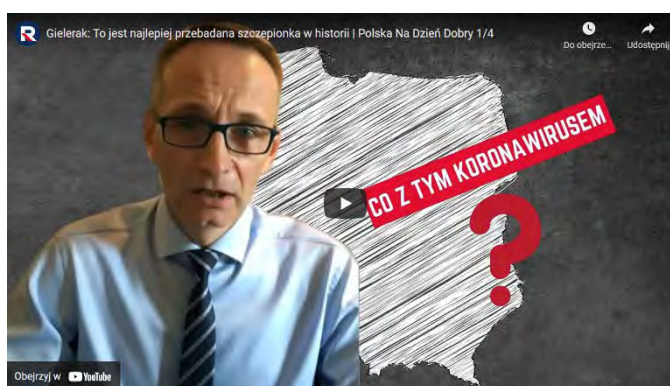 R Gielerak: To jest najlepiej przebadana szczepionka w historii | Polska Na Dzień Dobry 1/4
Do obejrze... Udostępnij
CO Z TYM KORONAWIRUSEM
?
Obejrzyj w YouTube